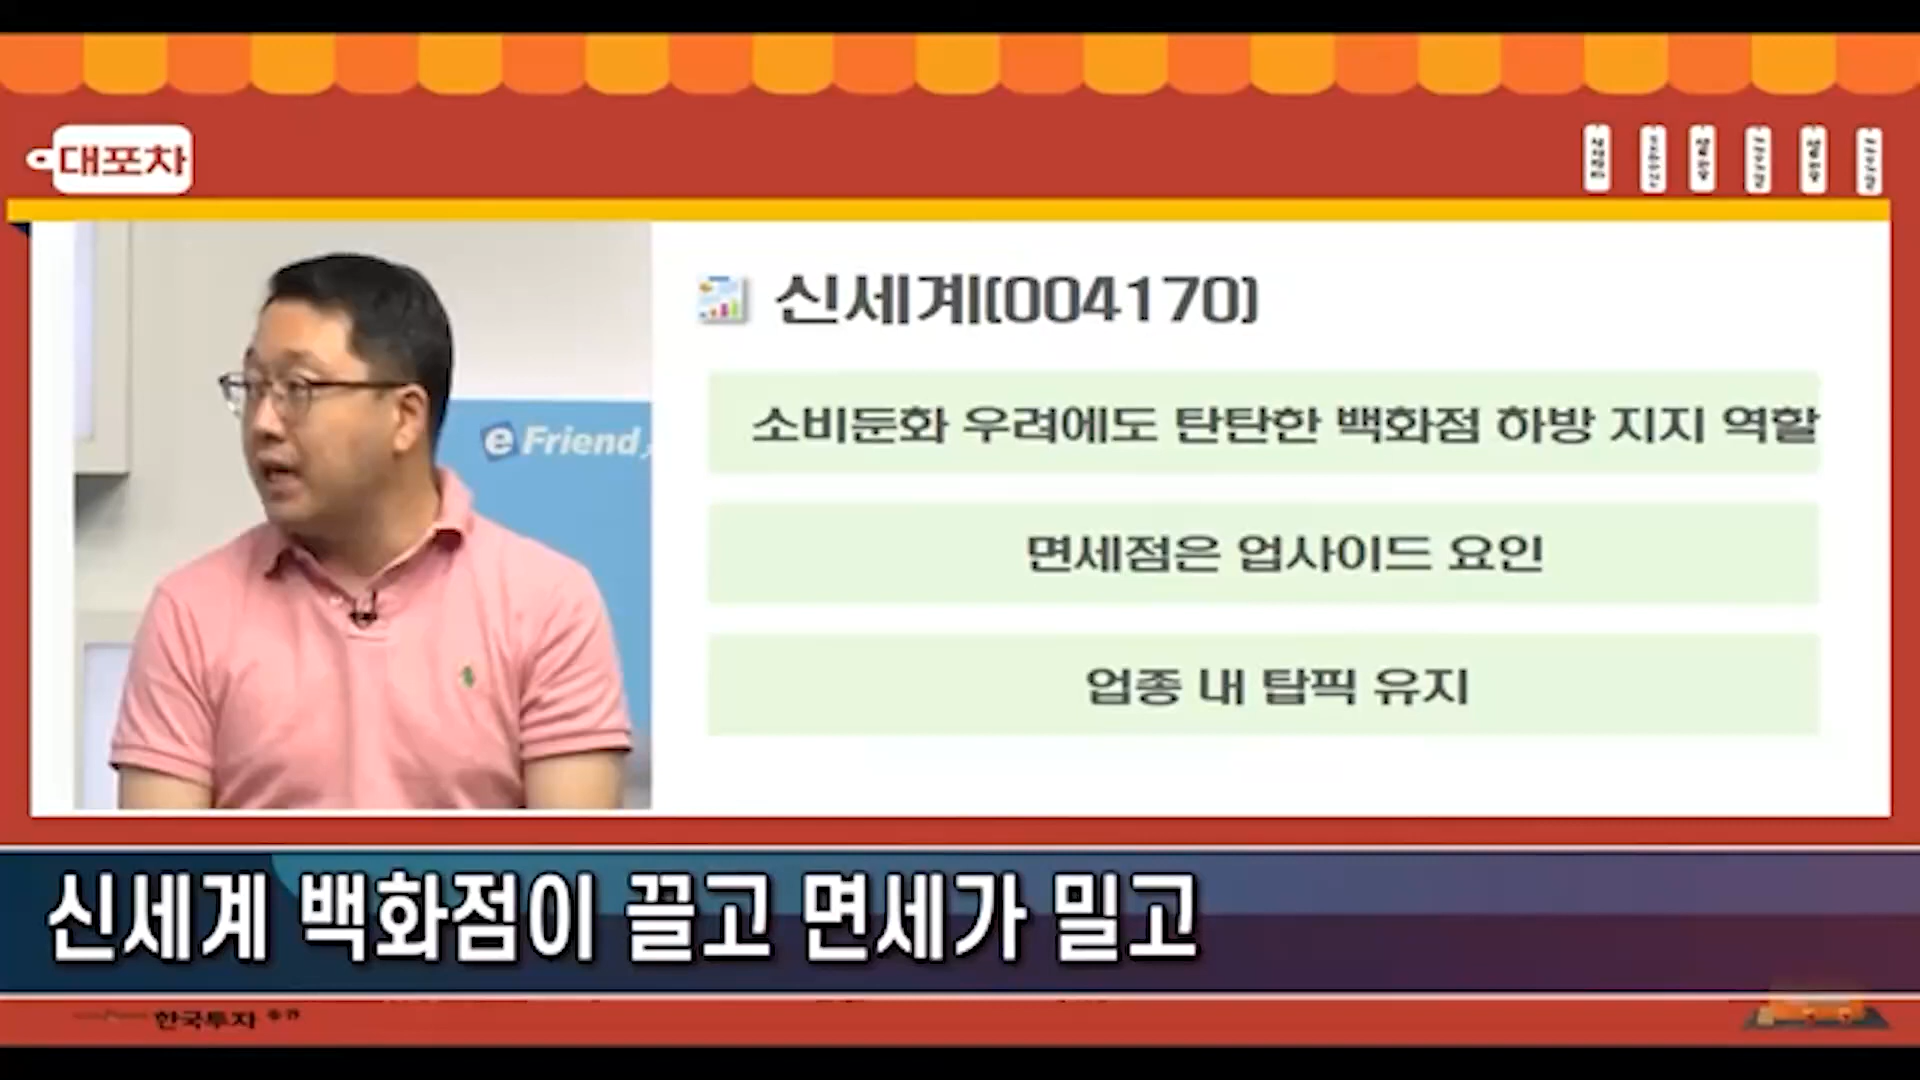 대포차
신세계(004170)
소비둔화 우려에도 탄탄한 백화점 하방 지지 역할
e Friend
면세점은 업사이드 요인
업종 내 탑픽 유지
신세계 백화점이 끌고 면세가 밀고
한국투자 증권